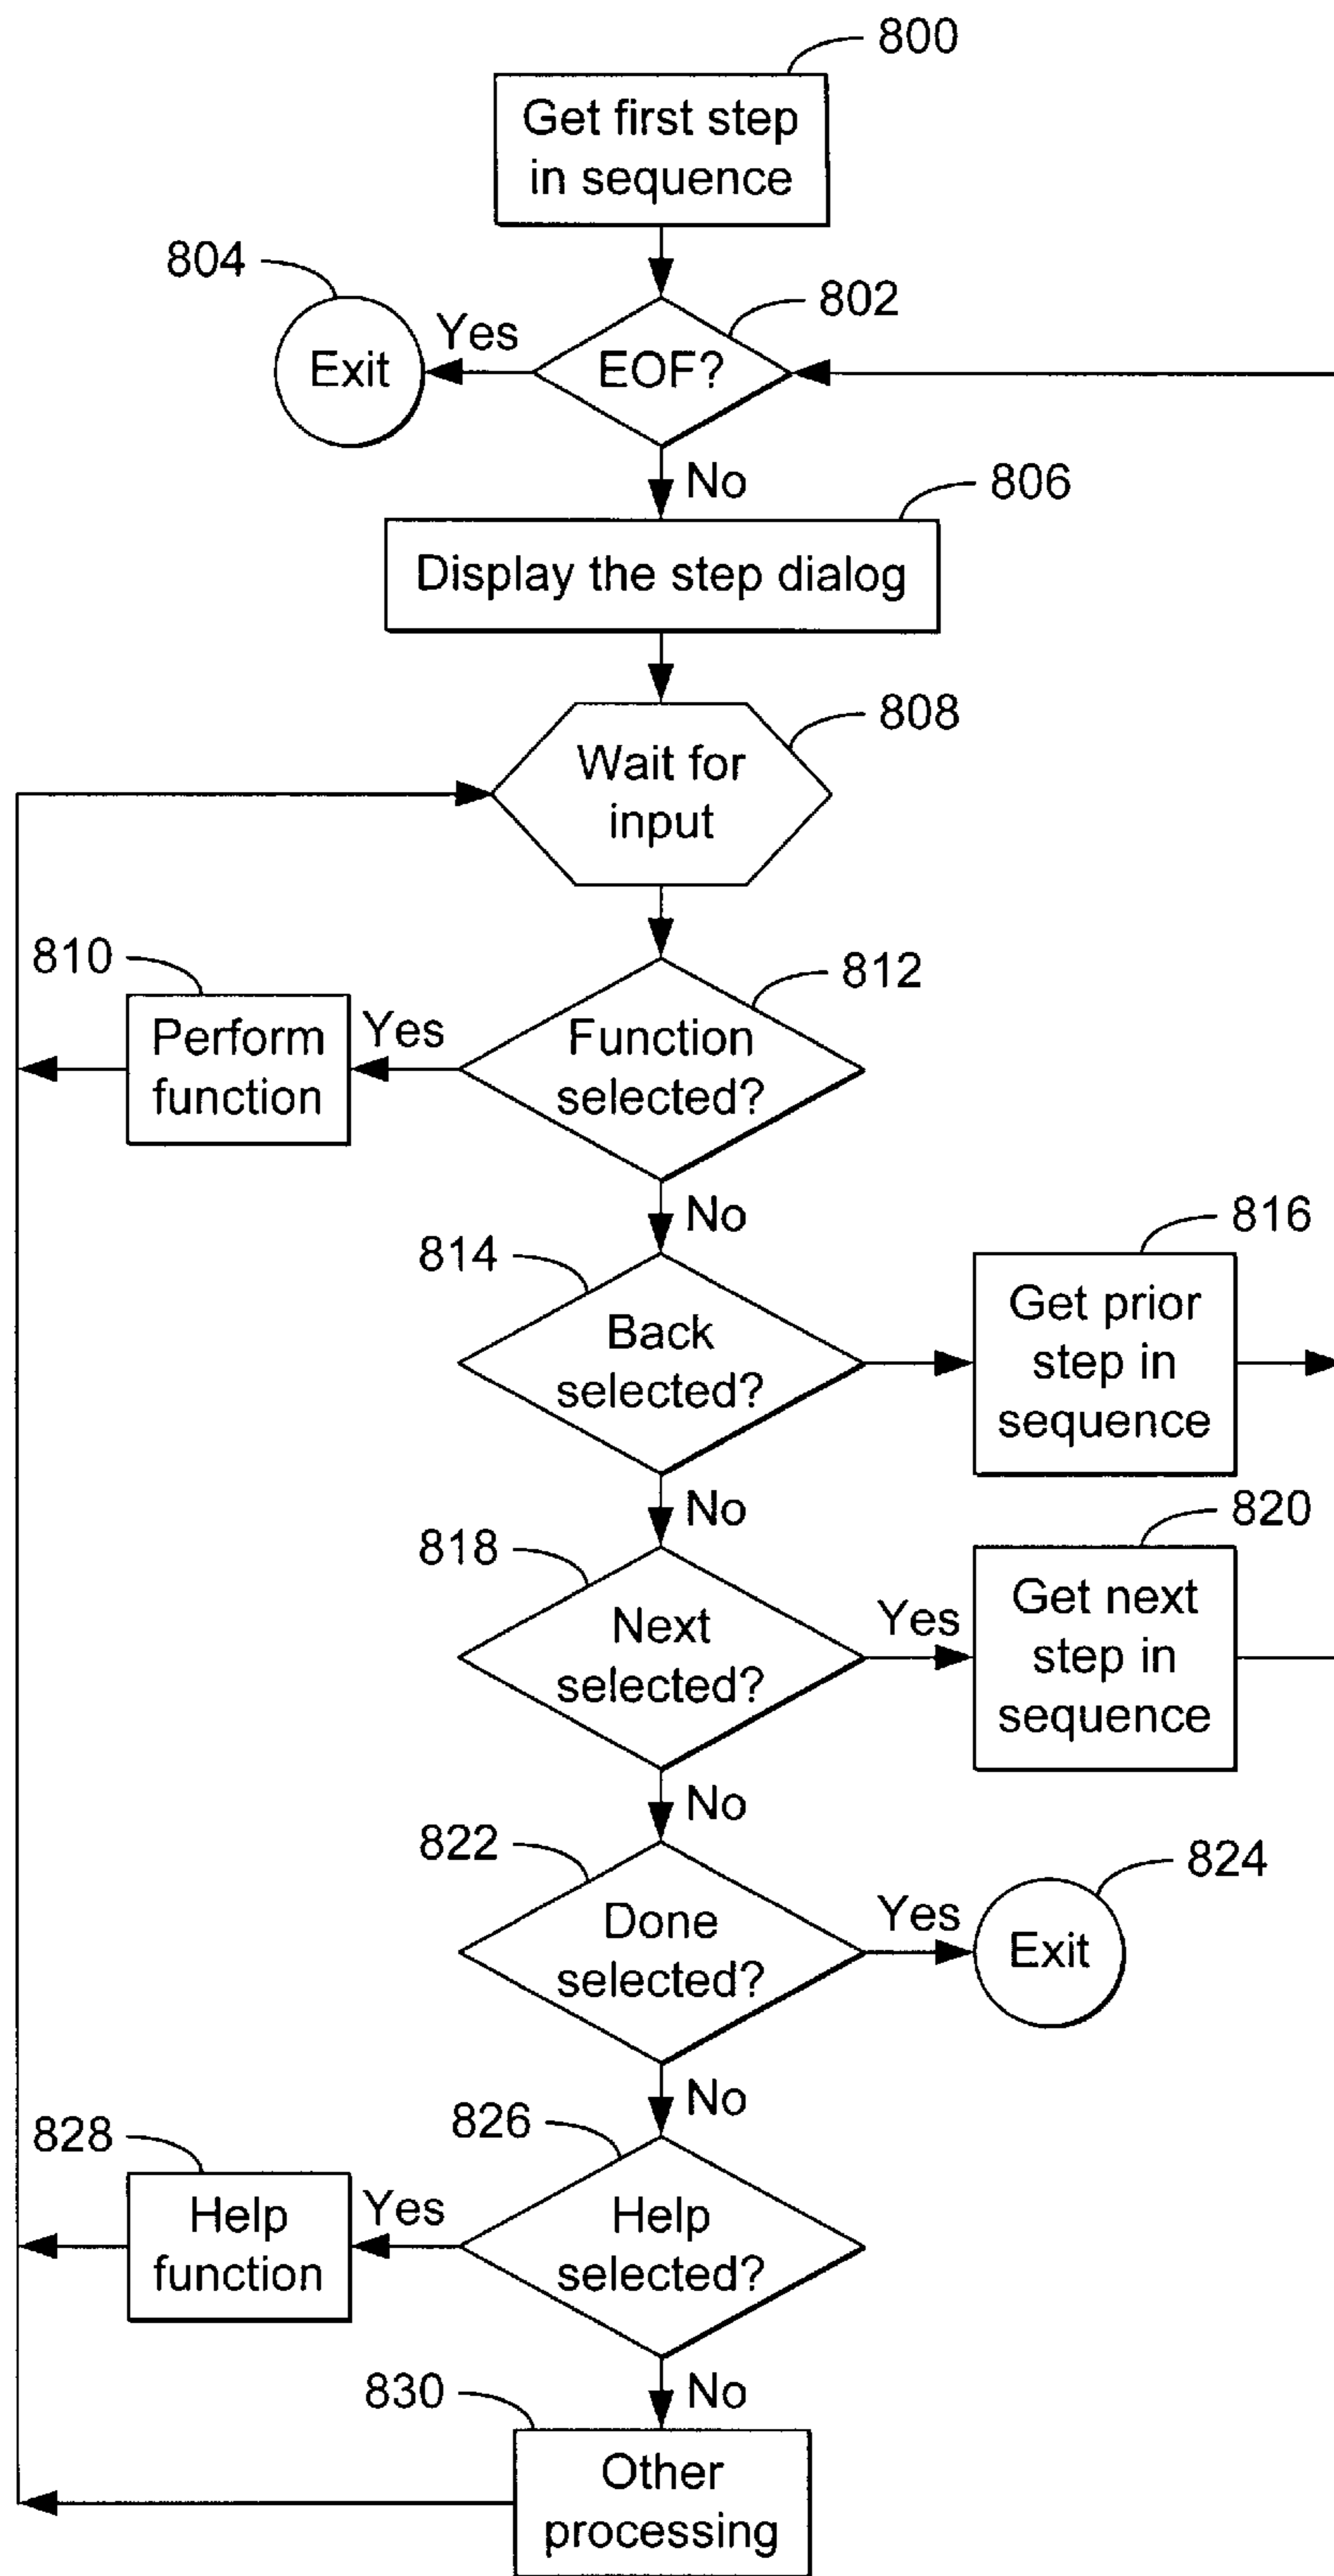 800
Get first step
in sequence
804
802
Yes
Exit
EOF?
No
806
Display the step dialog
808
Wait for
input
810
812
Perform
function
Yes
Function
selected?
No
814
816
Back
selected?
Get prior
step in
sequence
No
818
820
Next
selected?
Yes
Get next
step in
sequence
No
822
824
Done
selected?
Yes
Exit
No
826
828
Help
function
Yes
Help
selected?
No
830
Other
processing